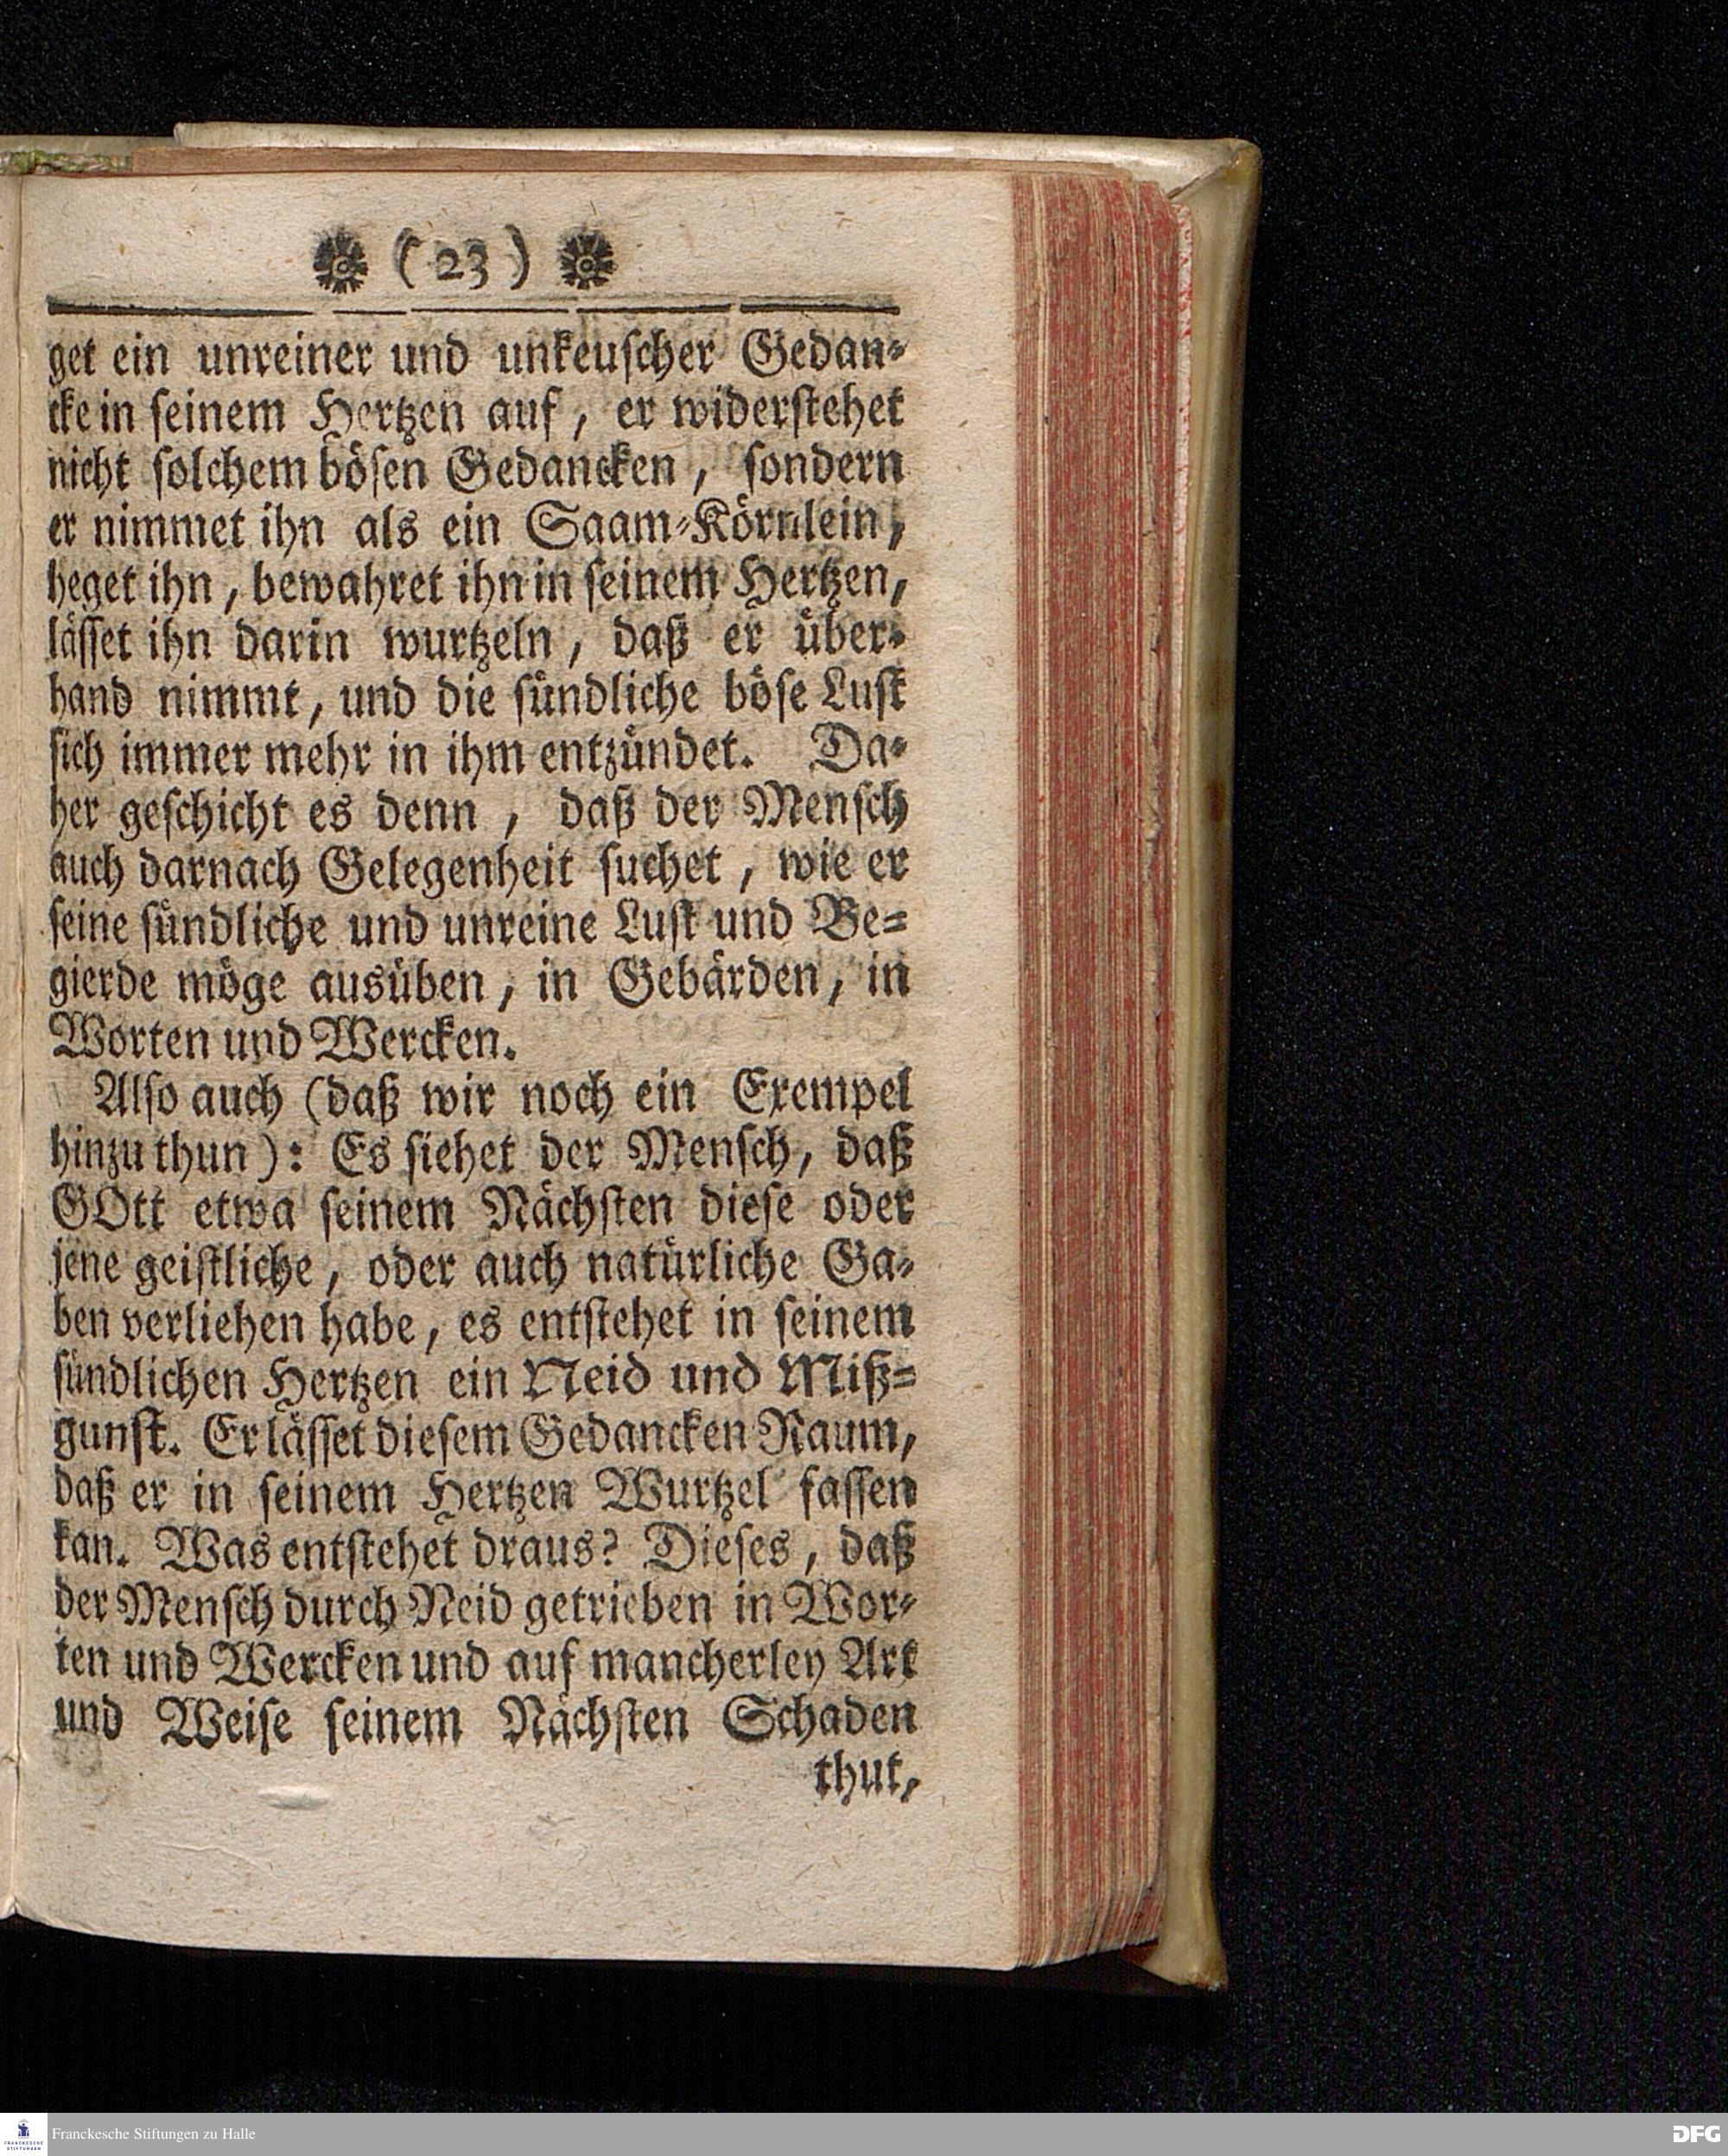 (23)
get ein unreiner und unkeuscher Gedan-
cke in seinem Hertzen auf, er widerstehet
nicht solchem bösen Gedancken, sondern
er nimmet ihn als ein Saam-Körnlein,
heget ihn, bewahret ihn in seinem Hertzen,
lässet ihn darin wurtzeln, daß er über-
hand nimmt, und die sündliche böse Lust
sich immer mehr in ihm entzündet. Da-
her geschicht es denn, daß der Mensch
auch darnach Gelegenheit suchet, wie er
seine sündliche und unreine Lust und Be-
gierde möge ausüben, in Gebärden, in
Worten und Wercken.
Also auch (daß wir noch ein Exempel
hinzu thun): Es siehet der Mensch, daß
GOtt etwa seinem Nächsten diese oder
jene geistliche, oder auch natürliche Ga-
ben verliehen habe, es entstehet in seinem
sündlichen Hertzen ein Neid und Miß-
gunst. Er lässet diesem Gedancken Raum,
daß er in seinem Hertzen Wurtzel fassen
kan. Was entstehet draus? Dieses, daß
der Mensch durch Neid getrieben in Wor-
ten und Wercken und auf mancherley Art
und Weise seinem Nächsten Schaden
thut,
FRANCKESCHE
STIFTUNGEN
Franckesche Stiftungen zu Halle
DFG